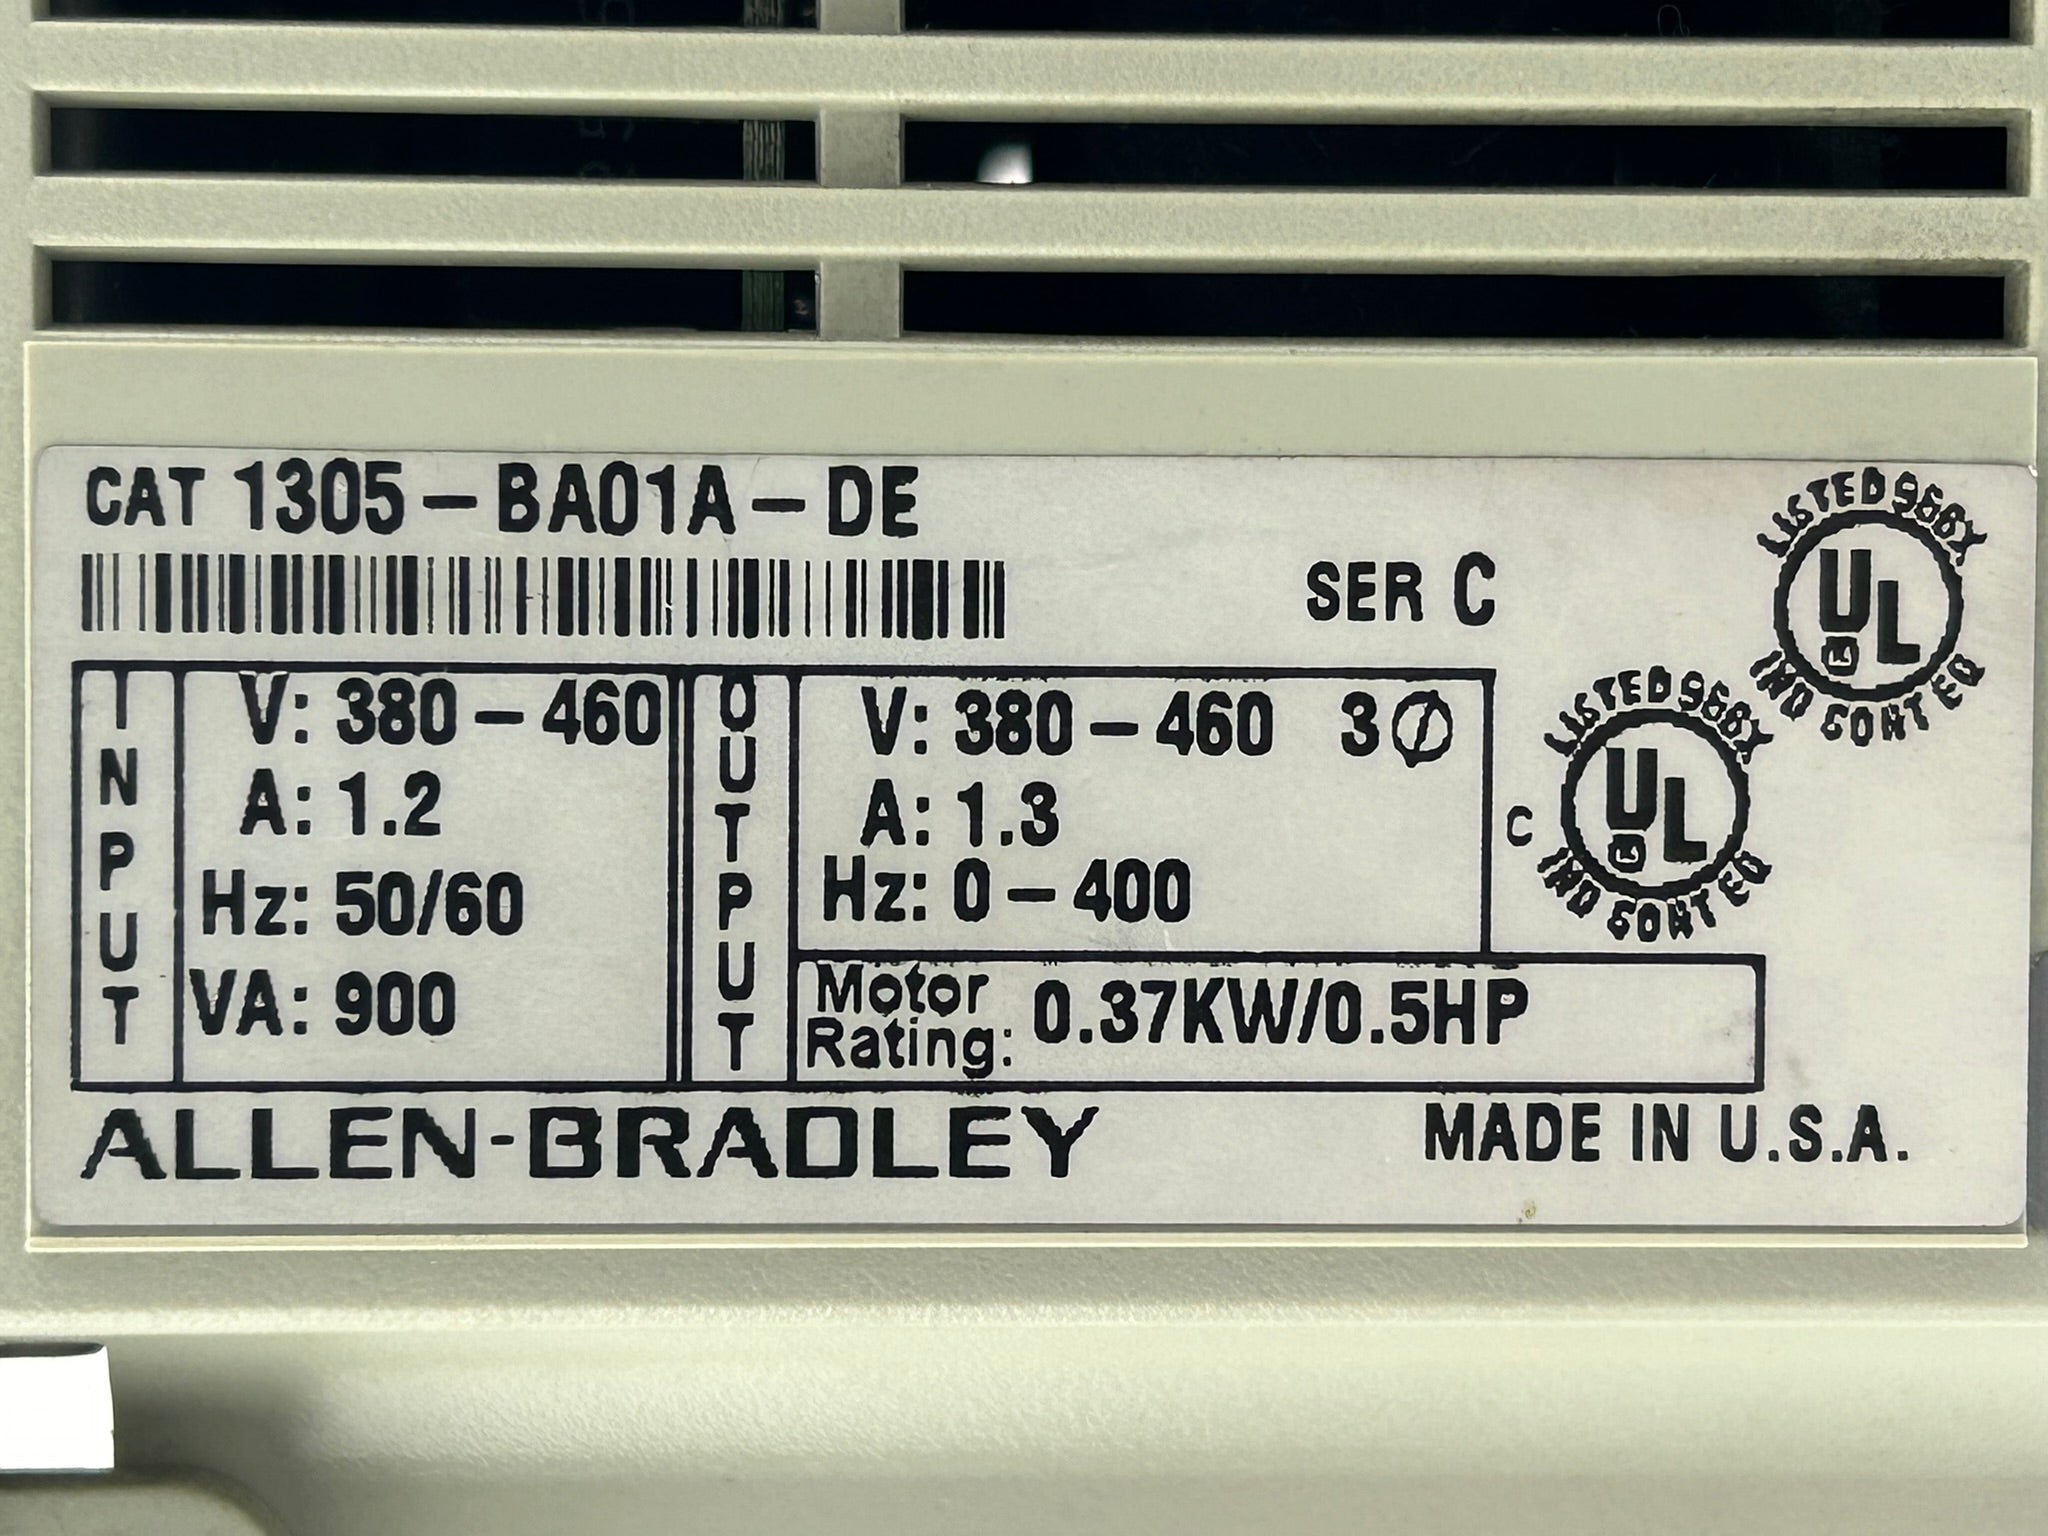 CAT 1305-BA01A-DE
SER C
INPUT
V: 380-460
A: 1.2
Hz: 50/60
VA: 900
OUTPUT
V: 380-460 3Ø
A: 1.3
Hz: 0-400
Motor Rating: 0.37KW/0.5HP
LISTED 966X
UL
IND CONT EQ
C
LISTED 966X
UL
IND CONT EQ
ALLEN-BRADLEY
MADE IN U.S.A.